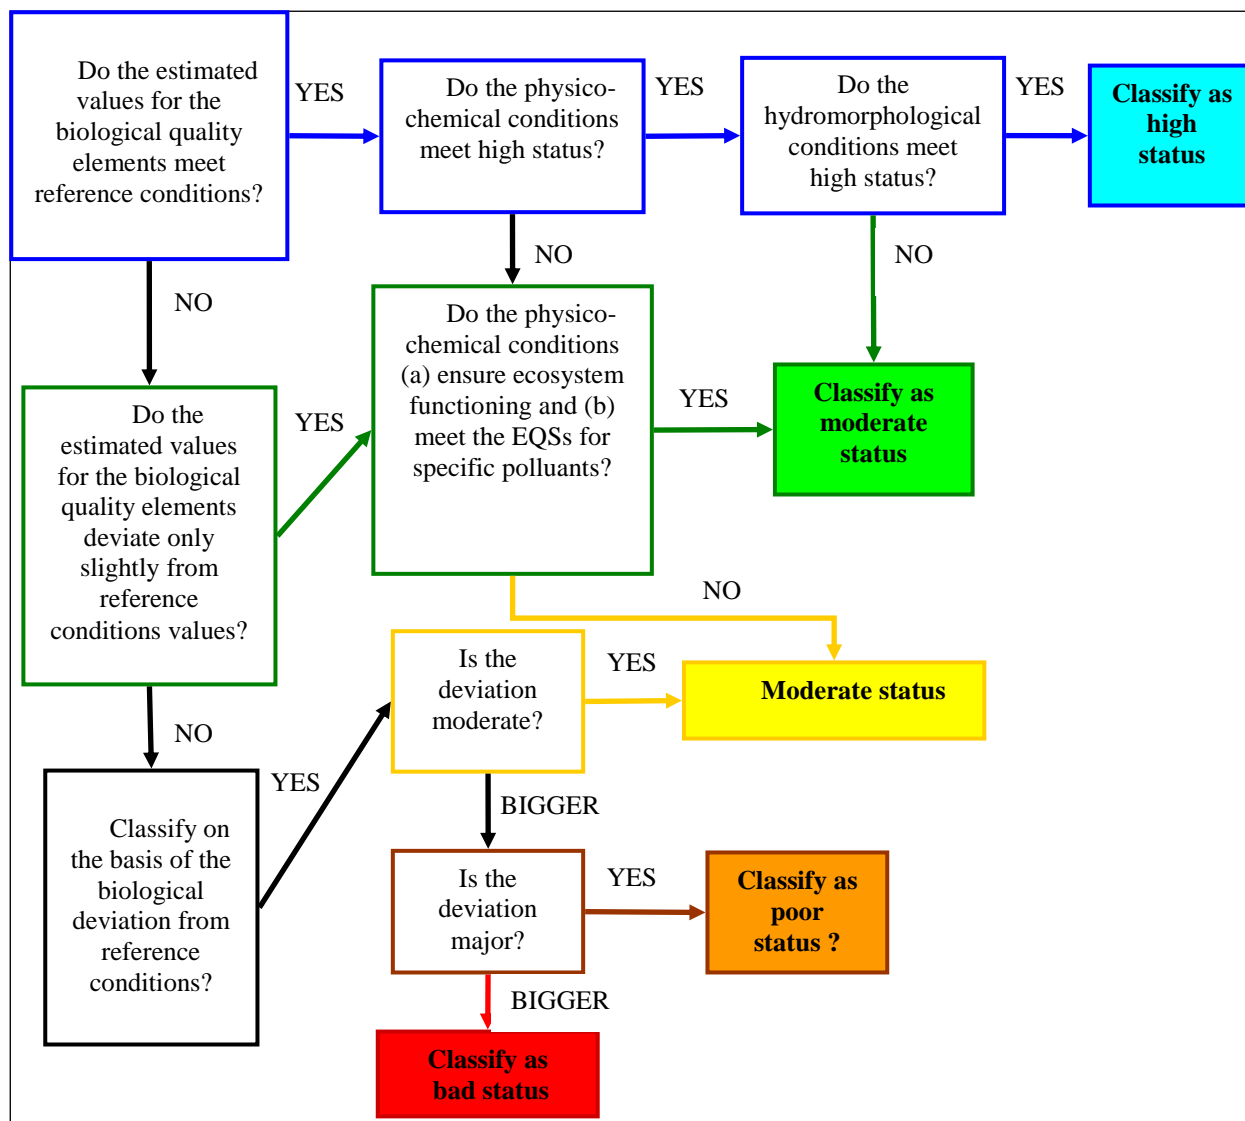 Do the estimated
values for the
biological quality
elements meet
reference conditions?
YES
Do the physico-
chemical conditions
meet high status?
YES
Do the
hydromorphological
conditions meet
high status?
YES
Classify as
high
status
NO
NO
NO
Do the
estimated values
for the biological
quality elements
deviate only
slightly from
reference
conditions values?
YES
Do the physico-
chemical conditions
(a) ensure ecosystem
functioning and (b)
meet the EQSs for
specific polluants?
YES
Classify as
moderate
status
NO
NO
Classify on
the basis of the
biological
deviation from
reference
conditions?
YES
Is the
deviation
moderate?
YES
Moderate status
BIGGER
Is the
deviation
major?
YES
Classify as
poor
status ?
BIGGER
Classify as
bad status